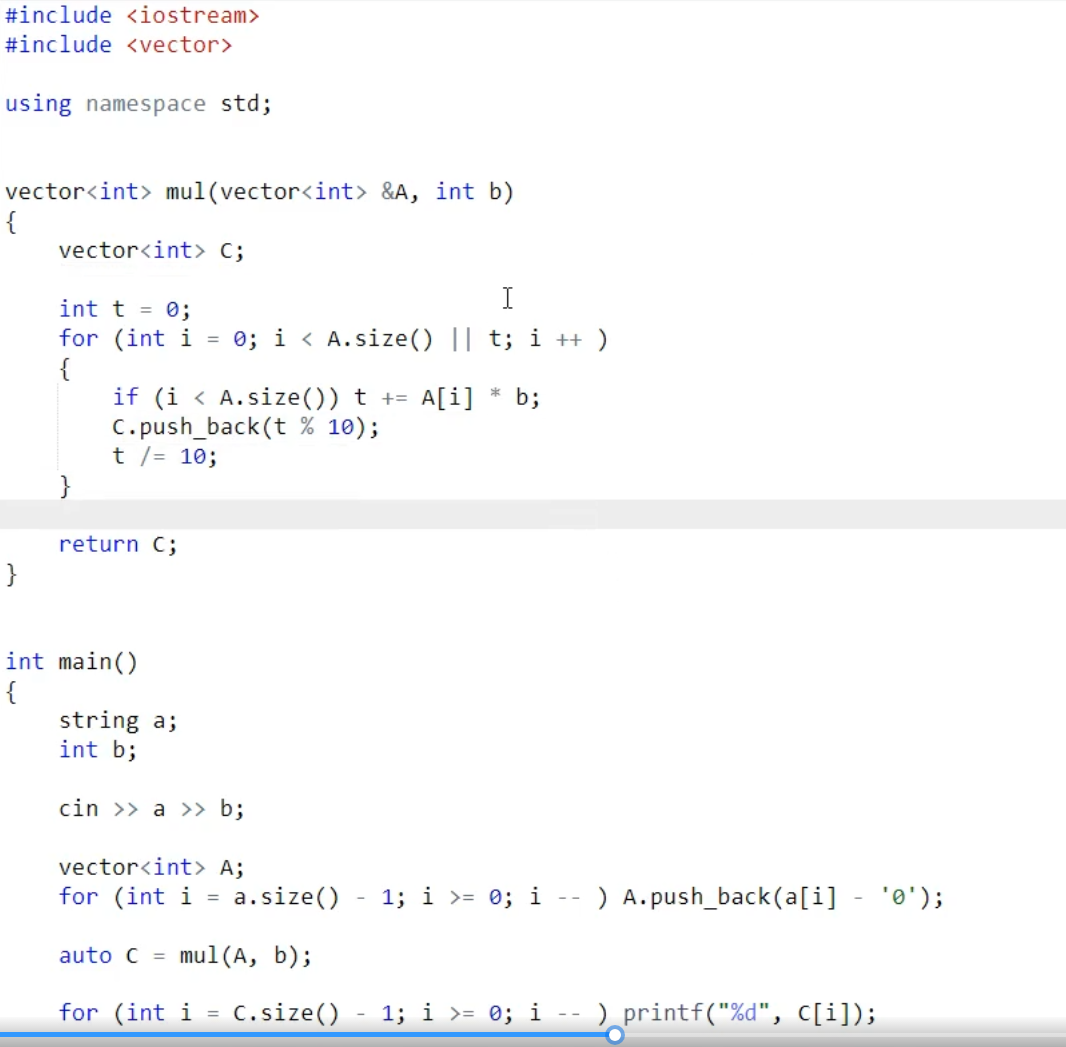 #include <iostream>
#include <vector>
using namespace std;
vector<int> mul(vector<int> &A, int b)
{
    vector<int> C;
    int t = 0;
    for (int i = 0; i < A.size() || t; i ++ )
    {
        if (i < A.size()) t += A[i] * b;
        C.push_back(t % 10);
        t /= 10;
    }
    return C;
}
int main()
{
    string a;
    int b;
    cin >> a >> b;
    vector<int> A;
    for (int i = a.size() - 1; i >= 0; i -- ) A.push_back(a[i] - '0');
    auto C = mul(A, b);
    for (int i = C.size() - 1; i >= 0; i -- ) printf("%d", C[i]);